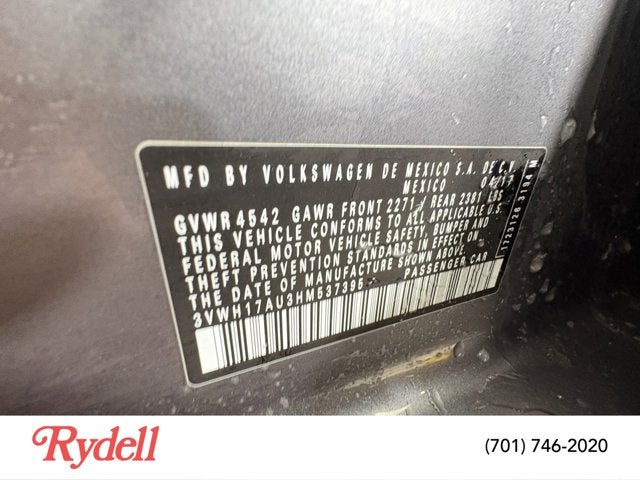 MFD BY VOLKSWAGEN DE MEXICO S.A. DE C.V.
MEXICO
GVWR 4542 GAWR FRONT 2271 / REAR 2381 LBS
THIS VEHICLE CONFORMS TO ALL APPLICABLE U.S.
FEDERAL MOTOR VEHICLE SAFETY, BUMPER AND
THEFT PREVENTION STANDARDS IN EFFECT ON
THE DATE OF MANUFACTURE SHOWN ABOVE
3VWH17AU3HM537395 PASSENGER CAR
1723126 3194 M
Rydell
(701) 746-2020